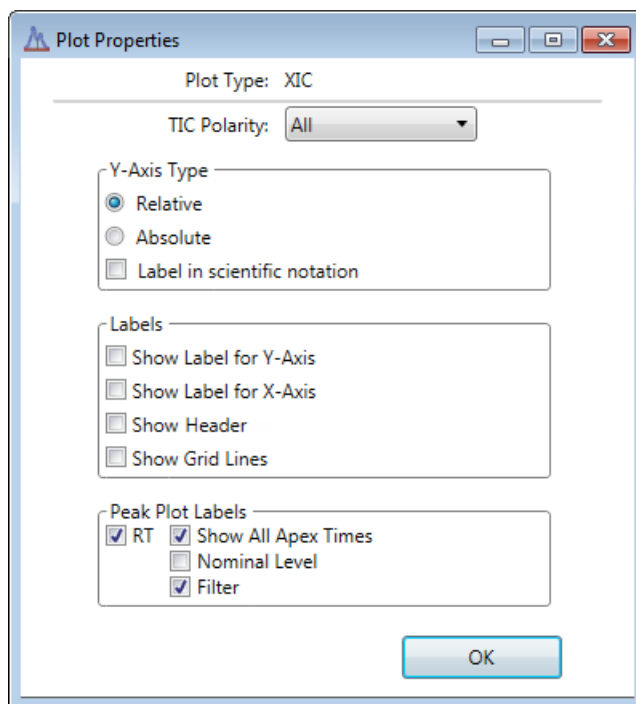 Plot Properties
Plot Type: XIC
TIC Polarity: All
Y-Axis Type
Relative
Absolute
Label in scientific notation
Labels
Show Label for Y-Axis
Show Label for X-Axis
Show Header
Show Grid Lines
Peak Plot Labels
RT Show All Apex Times
Nominal Level
Filter
OK